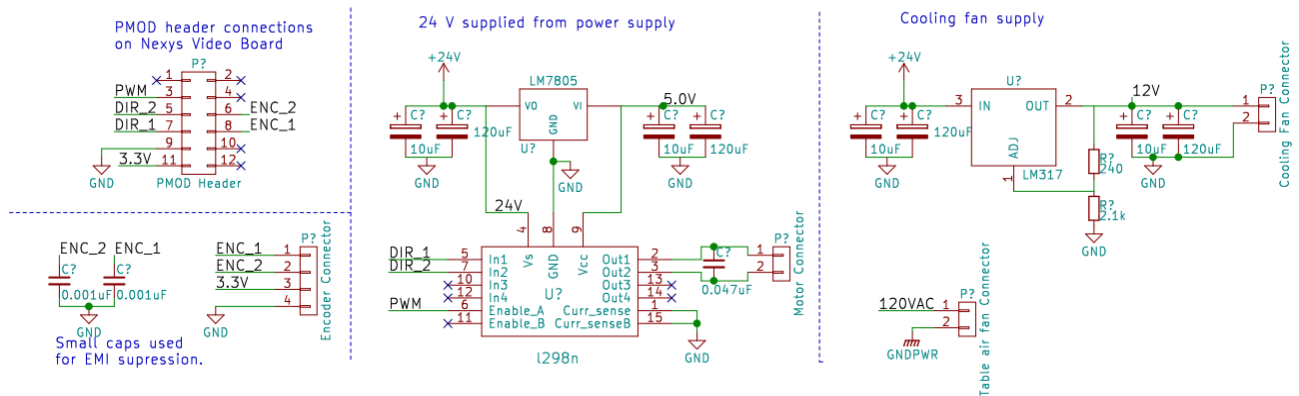 PMOD header connections
on Nexys Video Board
P?
1 2
PWM 3 4
DIR_2 5 6 ENC_2
DIR_1 7 8 ENC_1
9 10
3.3V 11 12
GND
PMOD Header
ENC_2 ENC_1
C? C?
0.001uF 0.001uF
GND
Small caps used
for EMI supression.
P?
ENC_1 1
ENC_2 2
3.3V 3
4
GND
Encoder Connector
24 V supplied from power supply
+24V
LM7805
VO VI
GND
U?
5.0V
+ C? + C?
10uF 120uF
GND
GND
+ C? + C?
10uF 120uF
GND
24V
4 8 9
Vs GND Vcc
DIR_1 5 In1
DIR_2 7 In2
10 In3
12 In4
PWM 6 Enable_A
11 Enable_B
U?
Out1 2
Out2 3
Out3 13
Out4 14
Curr_sense 1
Curr_senseB 15
l298n
GND
C?
0.047uF
P?
1
2
Motor Connector
Cooling fan supply
+24V
U?
3 IN OUT 2
ADJ
1
LM317
+ C? + C?
10uF 120uF
GND
12V
R?
240
R?
2.1k
GND
+ C? + C?
10uF 120uF
GND
P?
1
2
Cooling Fan Connector
120VAC 1
2
P?
GNDPWR
Table air fan Connector